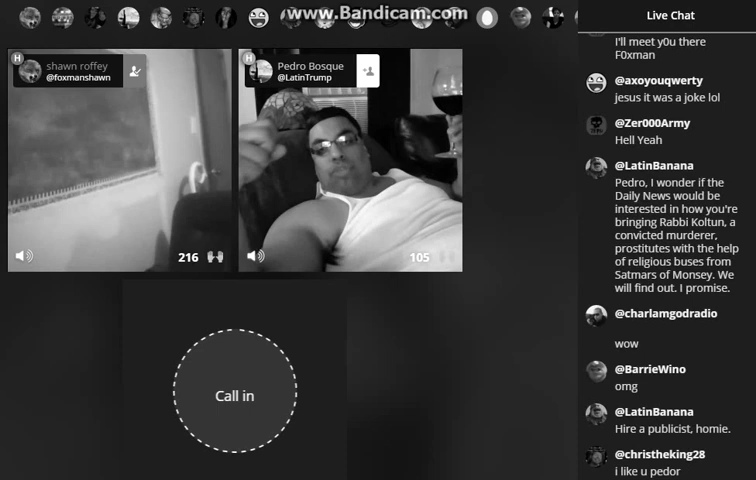 www.Bandicam.com
Live Chat
H
shawn roffey
@foxmanshawn
216
H
Pedro Bosque
@LatinTrump
105
Call in
I'll meet y0u there
F0xman
@axoyouqwerty
jesus it was a joke lol
@Zer000Army
Hell Yeah
@LatinBanana
Pedro, I wonder if the
Daily News would be
interested in how you're
bringing Rabbi Koltun, a
convicted murderer,
prostitutes with the help
of religious buses from
Satmars of Monsey. We
will find out. I promise.
@charlamgodradio
wow
@BarrieWino
omg
@LatinBanana
Hire a publicist, homie.
@christheking28
i like u pedor